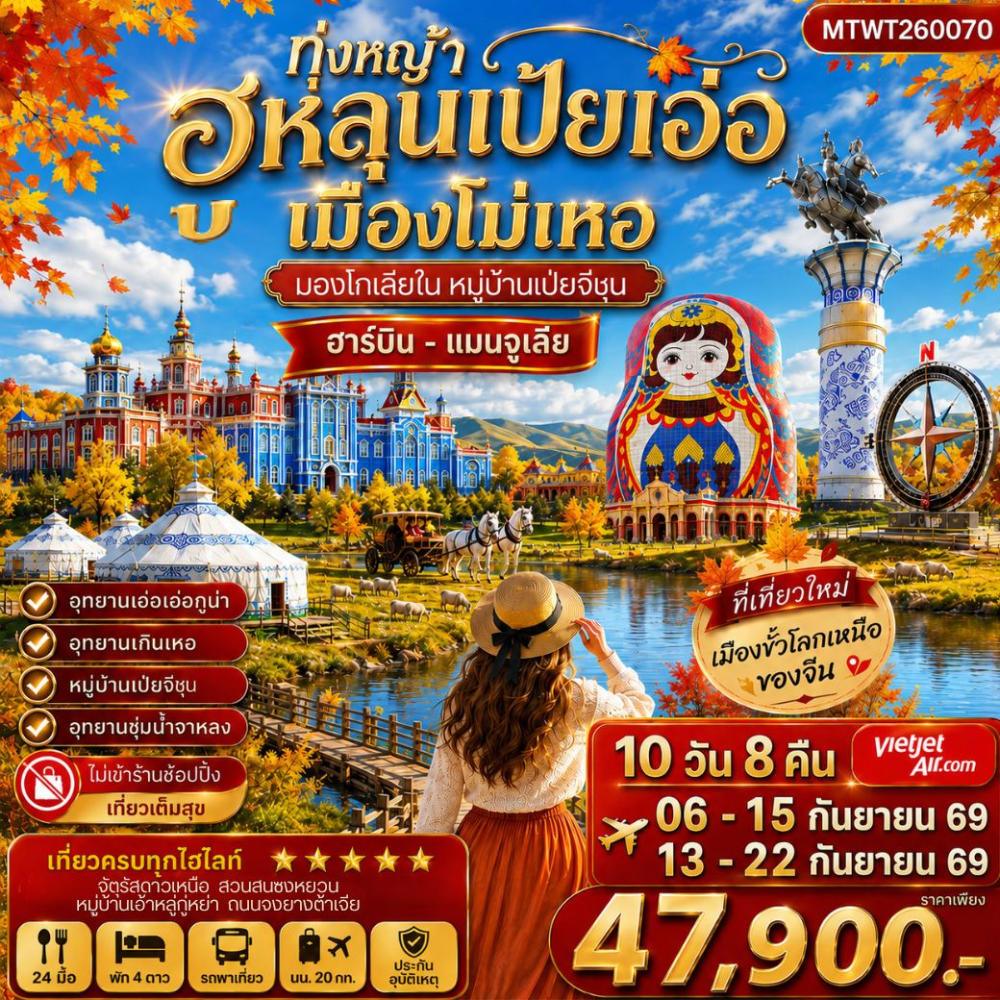 MTWT260070
ทุ่งหญ้า
ฮูหลุนเป้ยเอ่อ
เมืองโม่เหอ
มองโกเลียใน หมู่บ้านเป่ยจีชุน
ฮาร์บิน - แมนจูเลีย
N
อุทยานเอ่อเอ่อกูน่า
อุทยานเกินเหอ
หมู่บ้านเป่ยจีชุน
อุทยานชุ่มน้ำจาหลง
ไม่เข้าร้านช้อปปิ้ง
เที่ยวเต็มสุข
ที่เที่ยวใหม่
เมืองขั้วโลกเหนือ
ของจีน
10 วัน 8 คืน
vietjet
Air.com
06 - 15 กันยายน 69
13 - 22 กันยายน 69
ราคาเพียง
47,900.-
เที่ยวครบทุกไฮไลท์
จัตุรัสดาวเหนือ สวนสนซงหยวน
หมู่บ้านเอ้าหลู่กู่หย่า ถนนจงยางต้าเจีย
24 มื้อ
พัก 4 ดาว
รถพาเที่ยว
นน. 20 กก.
ประกัน
อุบัติเหตุ